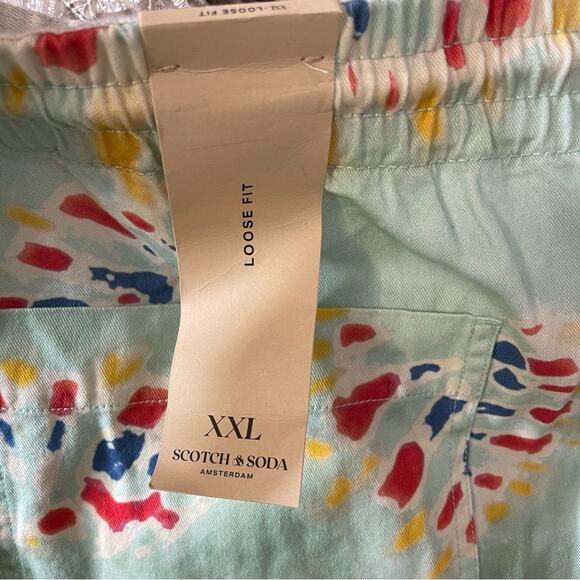 XXL-LOOSE FIT
LOOSE FIT
XXL
SCOTCH & SODA
AMSTERDAM